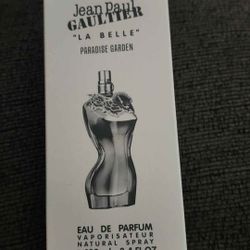 Jean Paul
GAULTIER
"LA BELLE"
PARADISE GARDEN
EAU DE PARFUM
VAPORISATEUR
NATURAL SPRAY